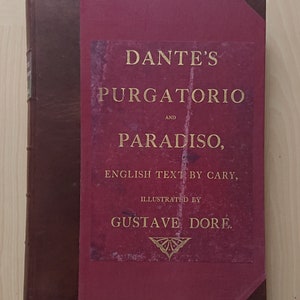 DANTE'S
PURGATORIO
AND
PARADISO,
ENGLISH TEXT BY CARY,
ILLUSTRATED BY
GUSTAVE DORÉ.